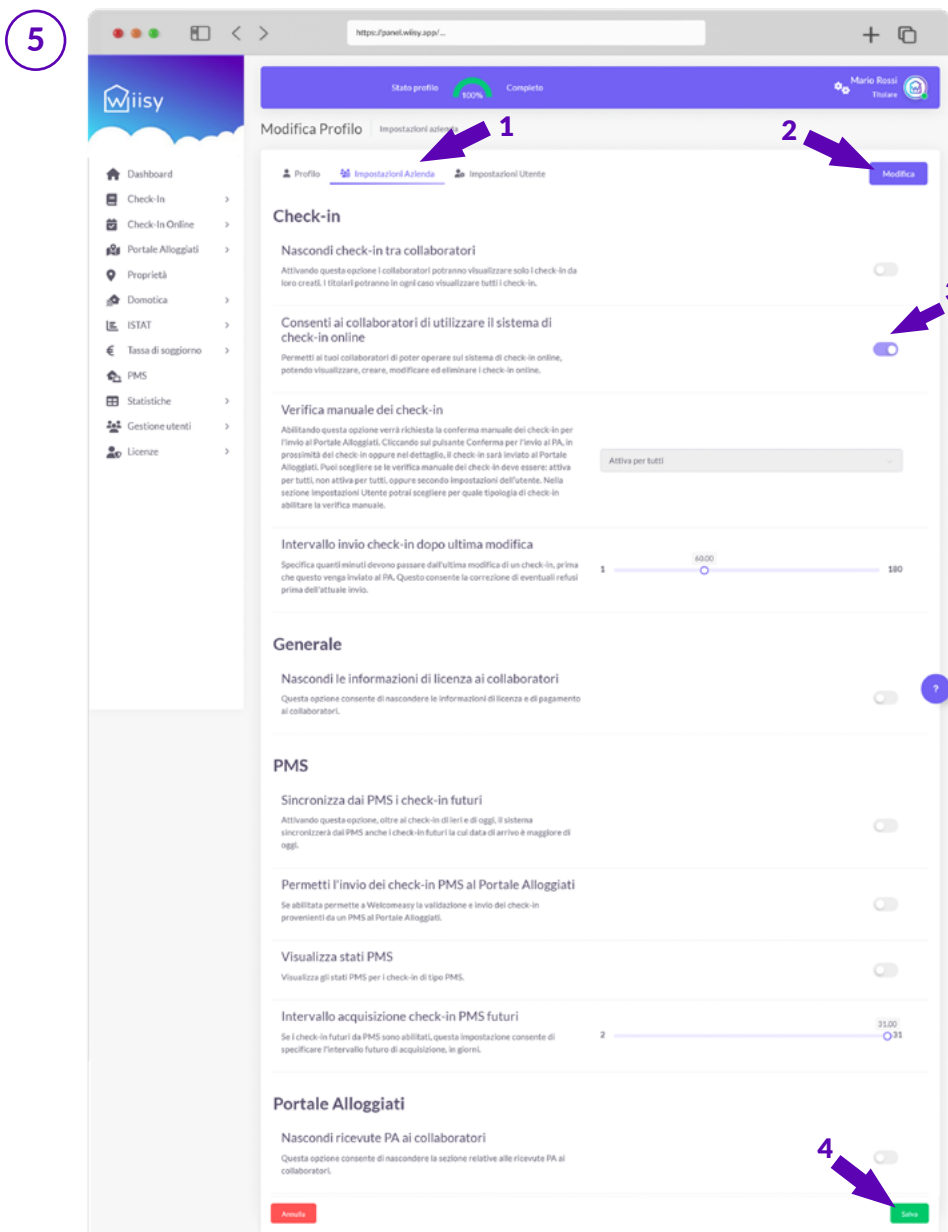 5
https://panel.wiisy.app/...
Wiisy
Stato profilo 100% Completo
Mario Rossi
Titolare
Modifica Profilo Impostazioni azienda
1
2
Profilo Impostazioni Azienda Impostazioni Utente Modifica
Dashboard
Check-In
Check-In Online
Portale Alloggiati
Proprietà
Domotica
ISTAT
Tassa di soggiorno
PMS
Statistiche
Gestione utenti
Licenze
Check-in
Nascondi check-in tra collaboratori
Attivando questa opzione i collaboratori potranno visualizzare solo i check-in da
loro creati. I titolari potranno in ogni caso visualizzare tutti i check-in.
3
Consenti ai collaboratori di utilizzare il sistema di
check-in online
Permetti ai tuoi collaboratori di poter operare sul sistema di check-in online,
potendo visualizzare, creare, modificare ed eliminare i check-in online.
Verifica manuale dei check-in
Abilitando questa opzione verrà richiesta la conferma manuale dei check-in per
l'invio al Portale Alloggiati. Cliccando sul pulsante Conferma per l'invio al PA, in
prossimità del check-in oppure nel dettaglio, il check-in sarà inviato al Portale
Alloggiati. Puoi scegliere se le verifica manuale dei check-in deve essere: attiva
per tutti, non attiva per tutti, oppure secondo impostazioni dell'utente. Nella
sezione Impostazioni Utente potrai scegliere per quale tipologia di check-in
abilitare la verifica manuale.
Attiva per tutti
Intervallo invio check-in dopo ultima modifica
Specifica quanti minuti devono passare dall'ultima modifica di un check-in, prima
che questo venga inviato al PA. Questo consente la correzione di eventuali refusi
prima dell'attuale invio.
1 60.00 180
Generale
Nascondi le informazioni di licenza ai collaboratori
Questa opzione consente di nascondere le informazioni di licenza e di pagamento
ai collaboratori.
?
PMS
Sincronizza dai PMS i check-in futuri
Attivando questa opzione, oltre ai check-in di ieri e di oggi, il sistema
sincronizzerà dai PMS anche i check-in futuri la cui data di arrivo è maggiore di
oggi.
Permetti l'invio dei check-in PMS al Portale Alloggiati
Se abilitata permette a Welcomeasy la validazione e invio dei check-in
provenienti da un PMS al Portale Alloggiati.
Visualizza stati PMS
Visualizza gli stati PMS per i check-in di tipo PMS.
Intervallo acquisizione check-in PMS futuri
Se i check-in futuri da PMS sono abilitati, questa impostazione consente di
specificare l'intervallo futuro di acquisizione, in giorni.
2 31.00 31
Portale Alloggiati
Nascondi ricevute PA ai collaboratori
Questa opzione consente di nascondere la sezione relative alle ricevute PA ai
collaboratori.
4
Annulla Salva